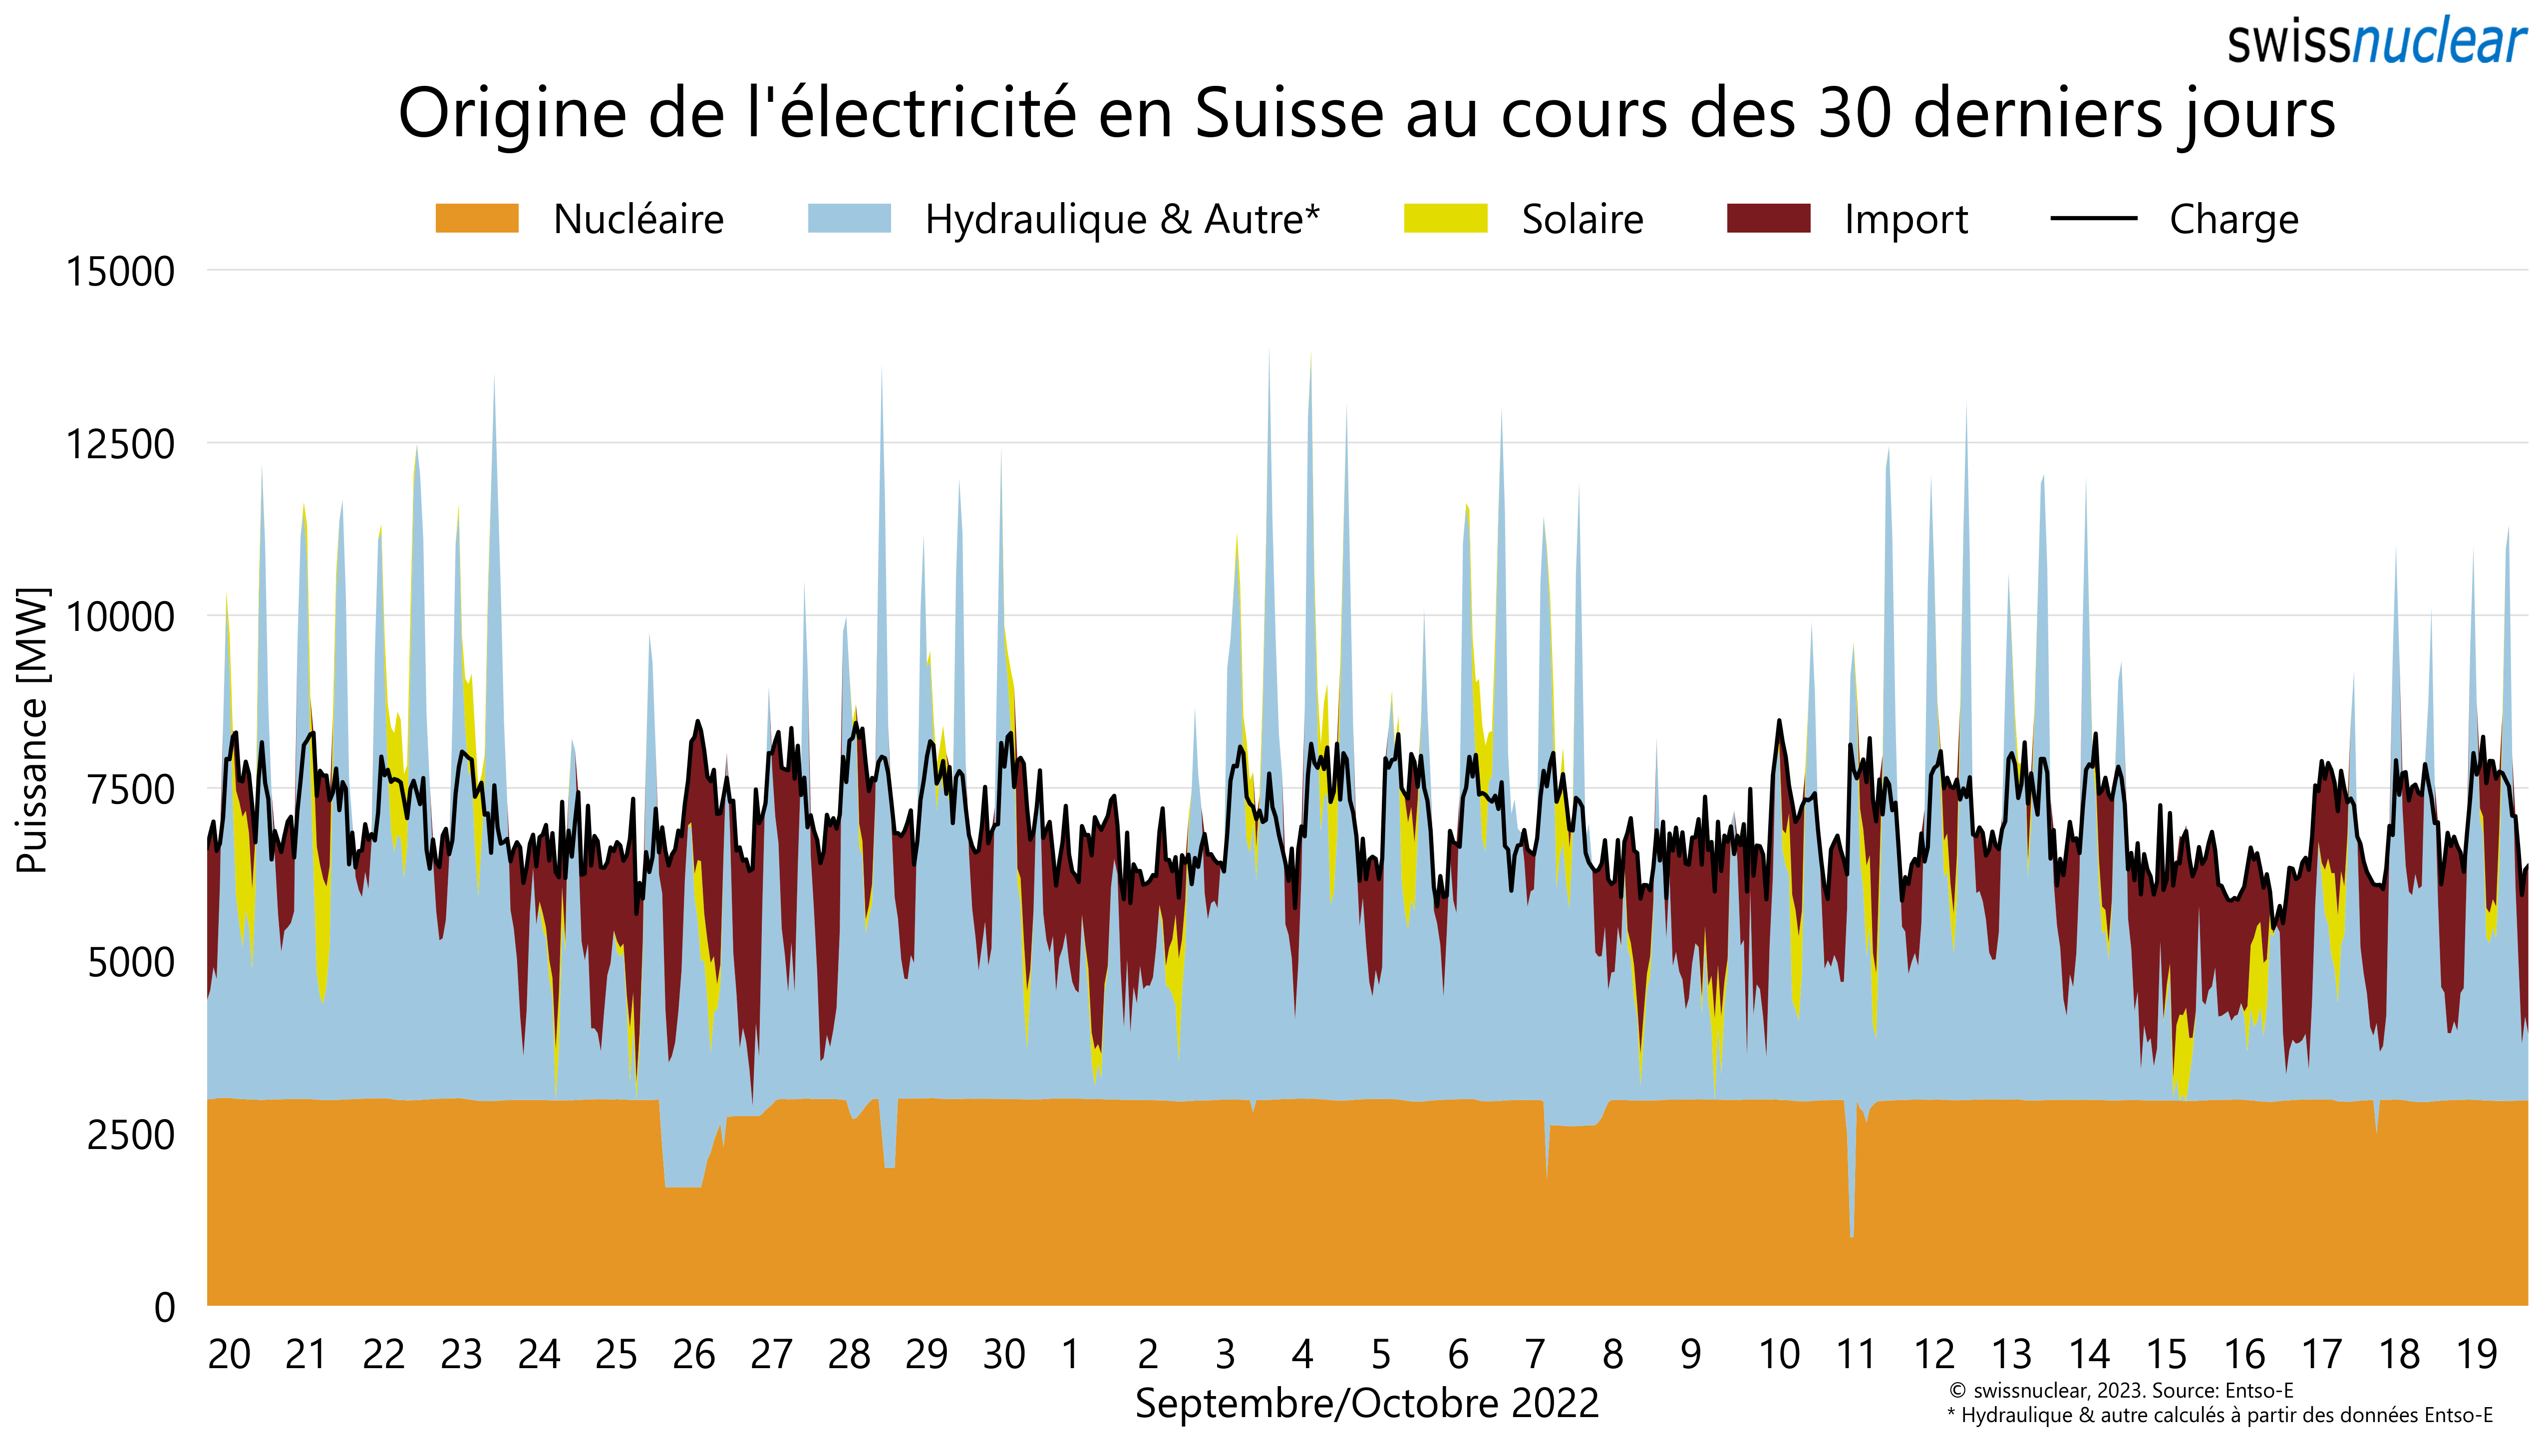 swissnuclear
Origine de l'électricité en Suisse au cours des 30 derniers jours
Nucléaire Hydraulique & Autre* Solaire Import Charge
15000
12500
10000
7500
5000
2500
0
Puissance [MW]
20 21 22 23 24 25 26 27 28 29 30 1 2 3 4 5 6 7 8 9 10 11 12 13 14 15 16 17 18 19
Septembre/Octobre 2022
© swissnuclear, 2023. Source: Entso-E
* Hydraulique & autre calculés à partir des données Entso-E